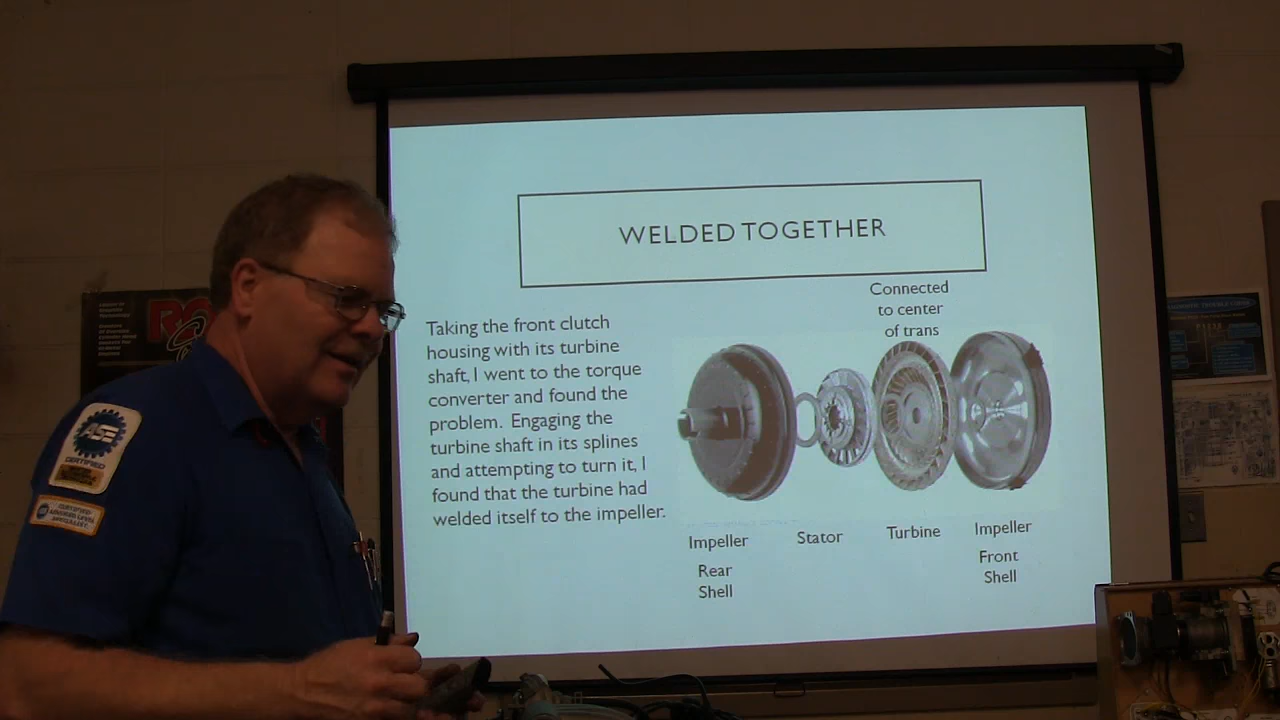 WELDED TOGETHER
Connected
to center
of trans
Taking the front clutch
housing with its turbine
shaft, I went to the torque
converter and found the
problem. Engaging the
turbine shaft in its splines
and attempting to turn it, I
found that the turbine had
welded itself to the impeller.
Impeller
Rear
Shell
Stator
Turbine
Impeller
Front
Shell
ASE
CERTIFIED